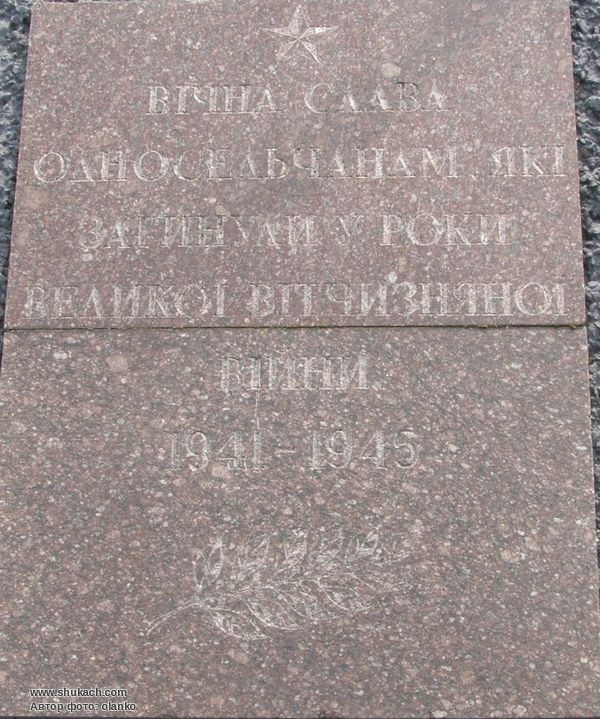 ВІЧНА СЛАВА
ОДНОСЕЛЬЧАНАМ, ЯКІ
ЗАГИНУЛИ У РОКИ
ВЕЛИКОЇ ВІТЧИЗНЯНОЇ
ВІЙНИ
1941-1945
www.shukach.com
Автор фото: olanko